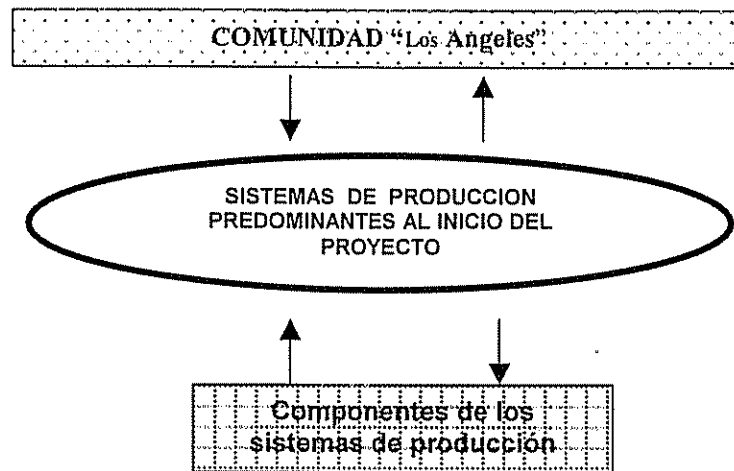 COMUNIDAD “Los Angeles”
SISTEMAS DE PRODUCCION
PREDOMINANTES AL INICIO DEL
PROYECTO
Componentes de los
sistemas de producción